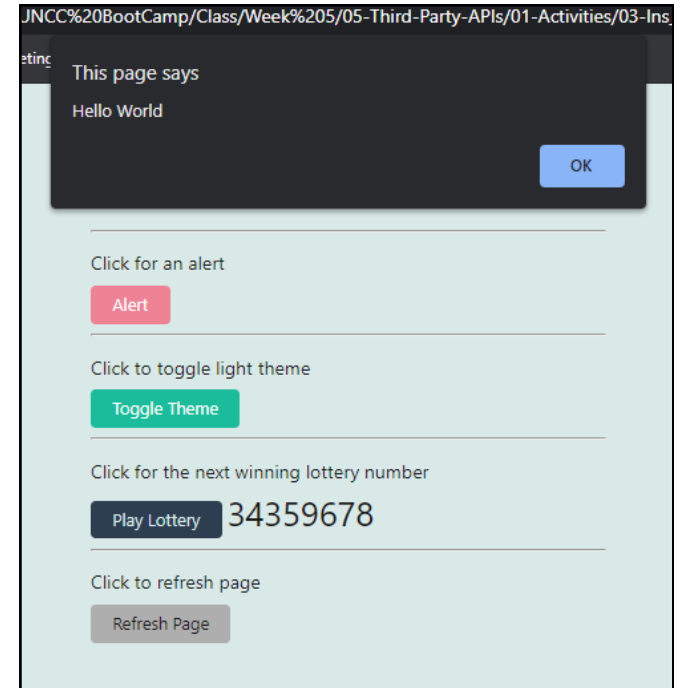 UNCC%20BootCamp/Class/Week%205/05-Third-Party-APIs/01-Activities/03-Ins_
eting
This page says
Hello World
OK
Click for an alert
Alert
Click to toggle light theme
Toggle Theme
Click for the next winning lottery number
Play Lottery 34359678
Click to refresh page
Refresh Page